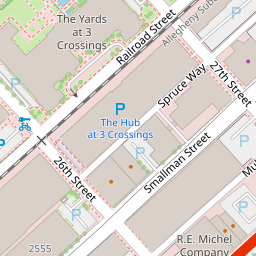 The Yards
at 3
Crossings
Railroad Street
Allegheny Sub
27th Street
Spruce Way
P
The Hub
at 3 Crossings
Smallman Street
26th Street
P
P
2555
R.E. Michel
Company